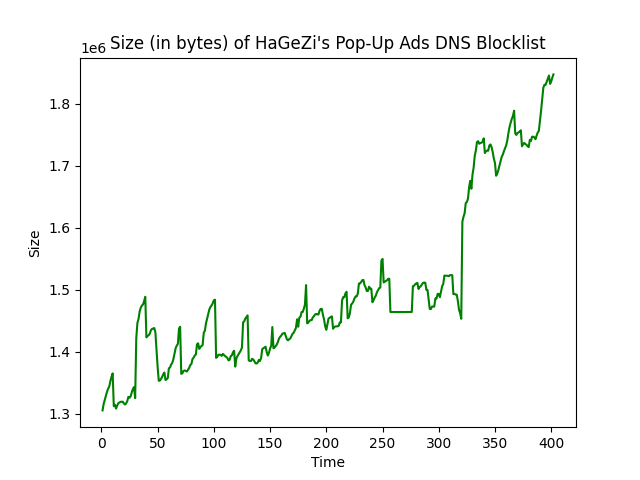 Size (in bytes) of HaGeZi's Pop-Up Ads DNS Blocklist
1e6
1.8
1.7
1.6
1.5
1.4
1.3
Size
0 50 100 150 200 250 300 350 400
Time